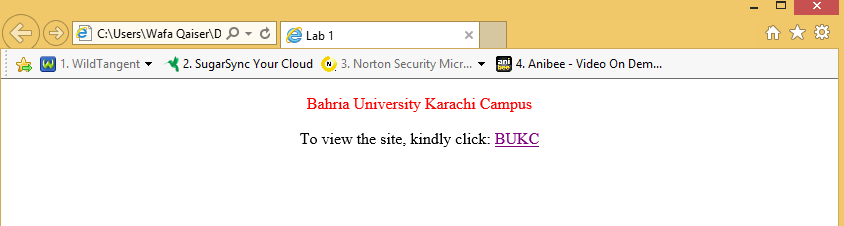 C:\Users\Wafa Qaiser\D
Lab 1
1. WildTangent
2. SugarSync Your Cloud
3. Norton Security Micr...
4. Anibee - Video On Dem...
Bahria University Karachi Campus
To view the site, kindly click: BUKC